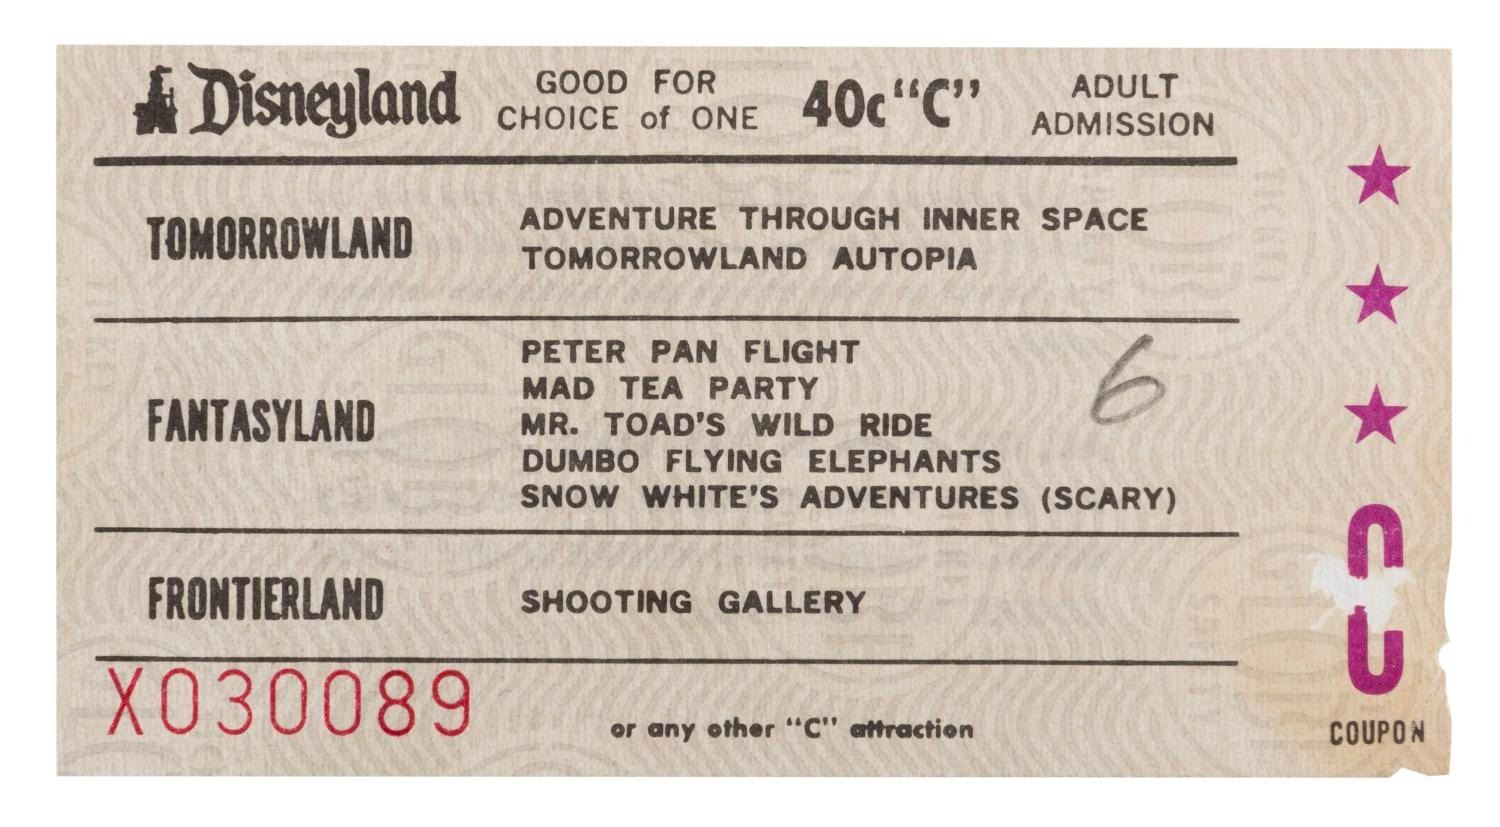 Disneyland GOOD FOR CHOICE of ONE 40c "C" ADULT ADMISSION
TOMORROWLAND
ADVENTURE THROUGH INNER SPACE
TOMORROWLAND AUTOPIA
FANTASYLAND
PETER PAN FLIGHT
MAD TEA PARTY
MR. TOAD'S WILD RIDE
DUMBO FLYING ELEPHANTS
SNOW WHITE'S ADVENTURES (SCARY)
6
FRONTIERLAND
SHOOTING GALLERY
X030089
or any other "C" attraction
C
COUPON